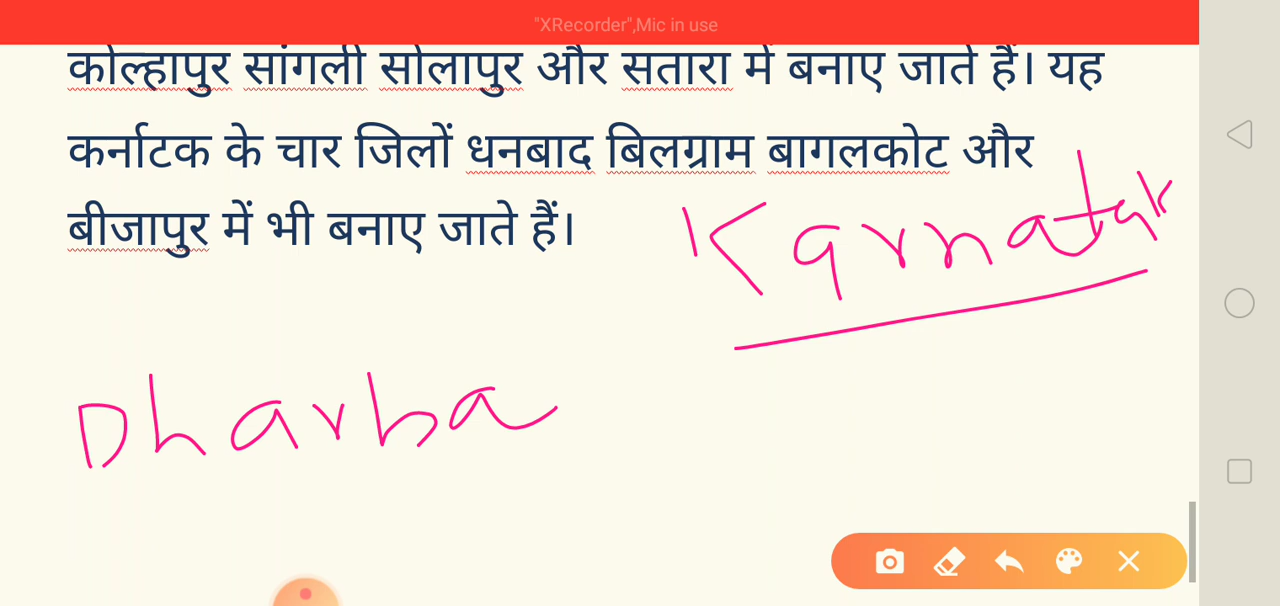 "XRecorder",Mic in use
कोल्हापुर सांगली सोलापुर और सतारा में बनाए जाते हैं। यह
कर्नाटक के चार जिलों धनबाद बिलग्राम बागलकोट और
बीजापुर में भी बनाए जाते हैं।
Karnatak
Dharba